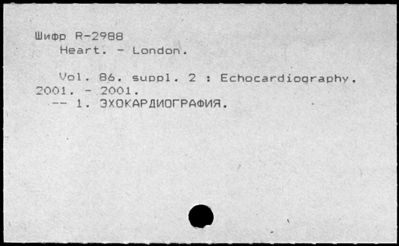 Шифр R-2988
Heart. - London.
Vol. 86. suppl. 2 : Echocardiography.
2001. - 2001.
-- 1. ЭХОКАРДИОГРАФИЯ.